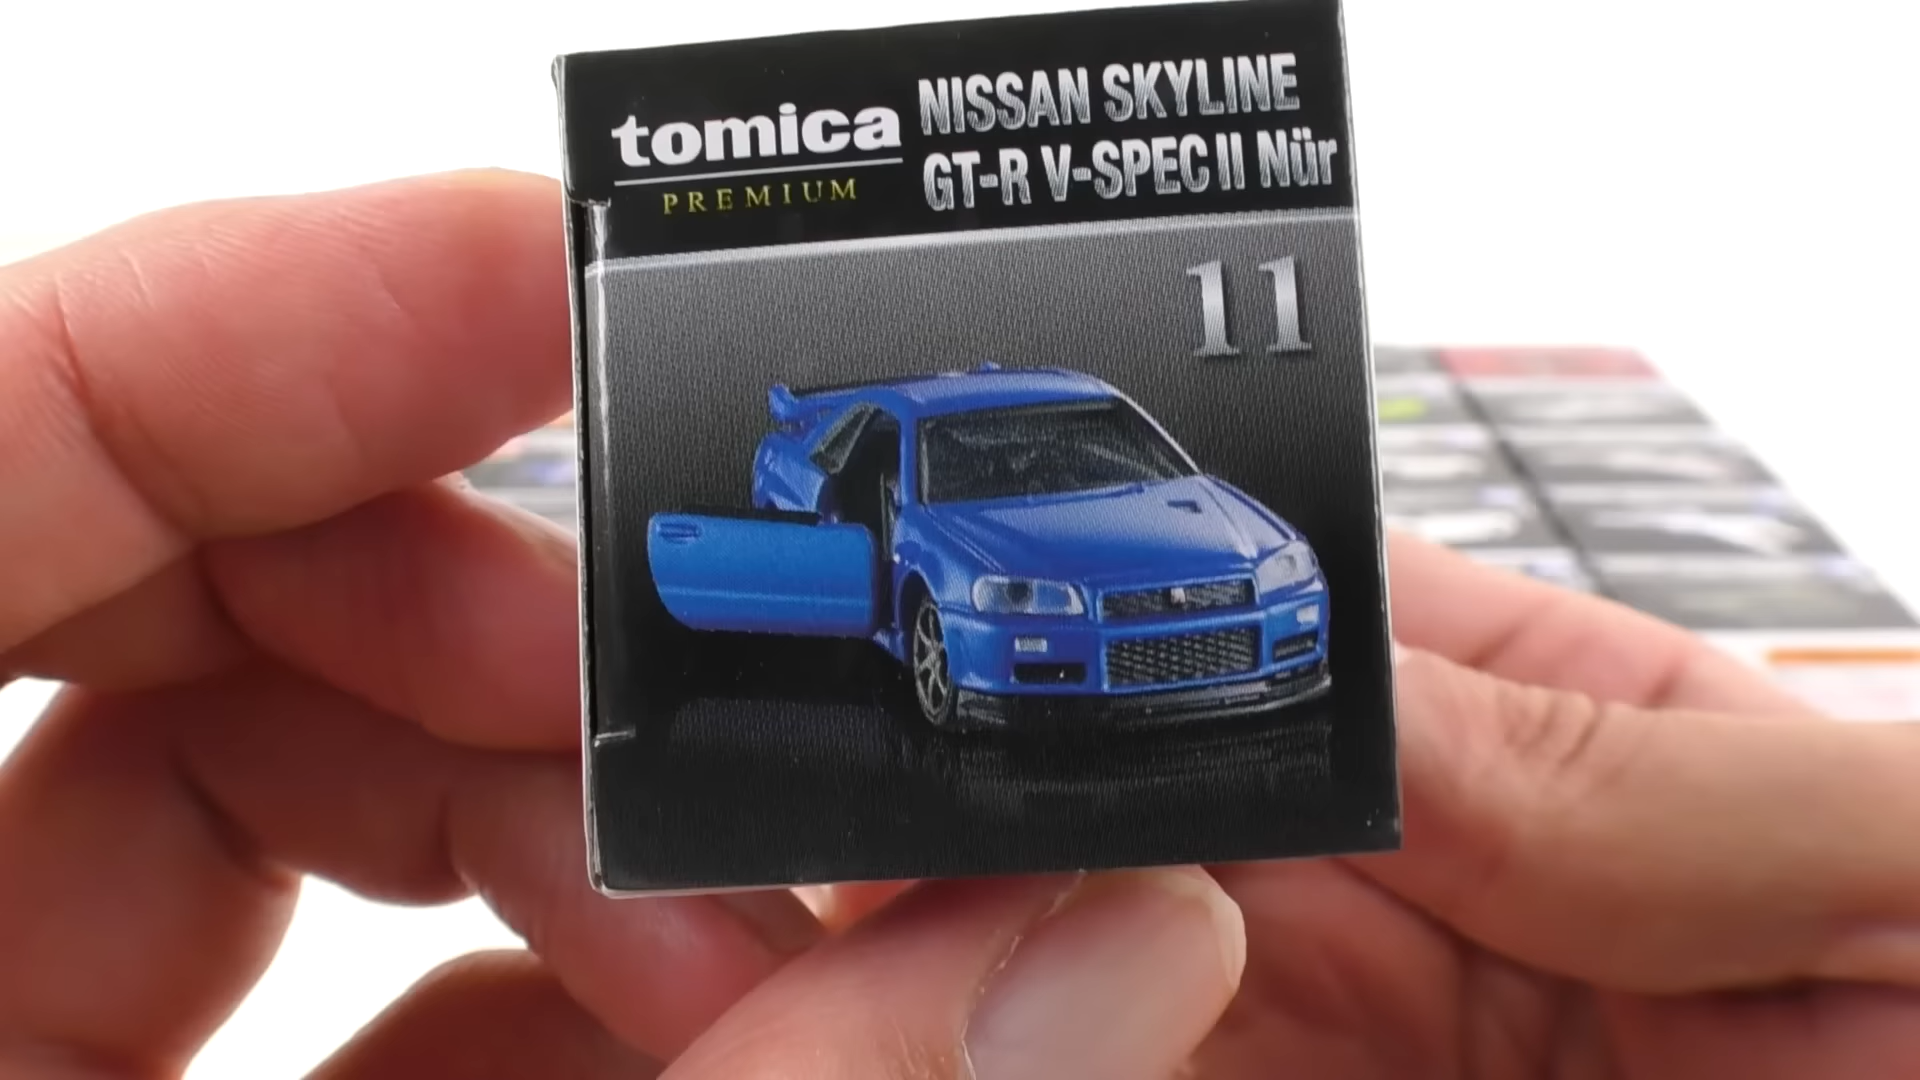 tomica
PREMIUM
NISSAN SKYLINE
GT-R V-SPEC II Nür
11